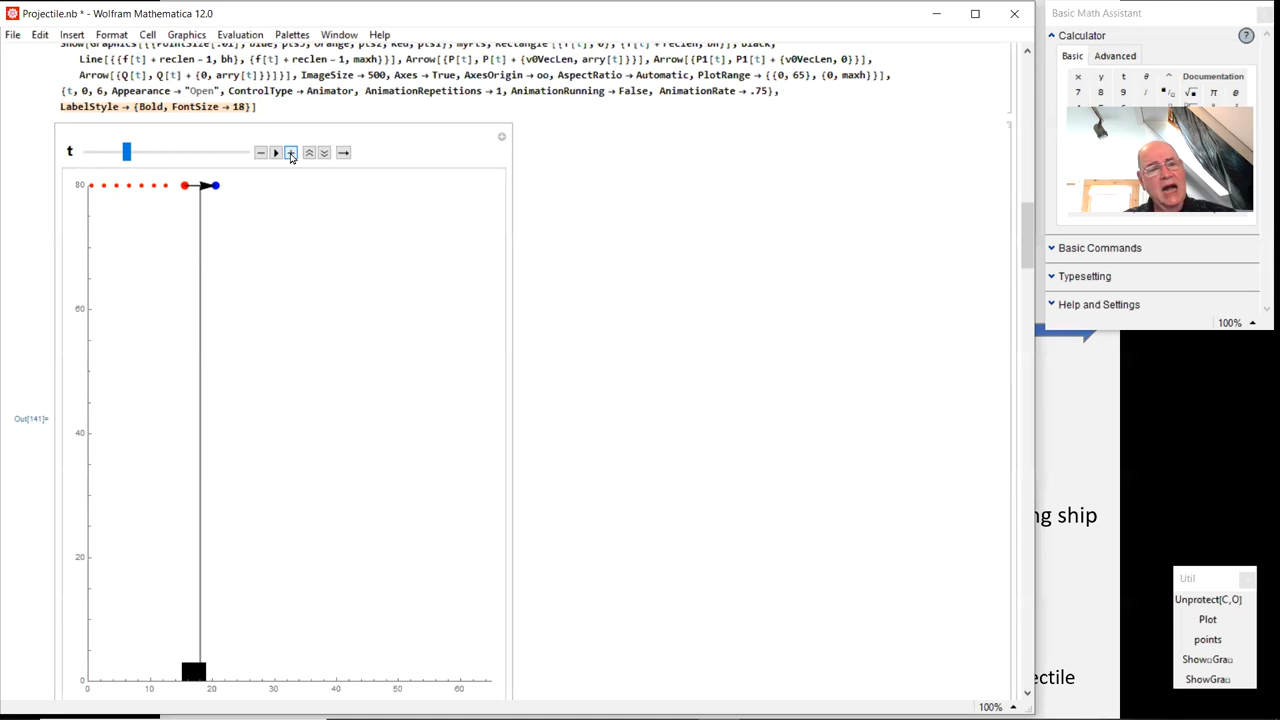 Projectile.nb * - Wolfram Mathematica 12.0
File Edit Insert Format Cell Graphics Evaluation Palettes Window Help
Line[{{f[t] + reclen - 1, bh}, {f[t] + reclen - 1, maxh}}], Arrow[{P[t], P[t] + {v0VecLen, 0}}], Arrow[{P1[t], P1[t] + {v0VecLen, 0}}],
Arrow[{Q[t], Q[t] + {0, arry[t]}}]}], ImageSize → 500, Axes → True, AxesOrigin → oo, AspectRatio → Automatic, PlotRange → {{0, 65}, {0, maxh}}],
{t, 0, 6, Appearance → "Open", ControlType → Animator, AnimationRepetitions → 1, AnimationRunning → False, AnimationRate → .75},
LabelStyle → {Bold, FontSize → 18}]
t
80
60
40
20
0 10 20 30 40 50 60
Out[141]=
100%
Basic Math Assistant
Calculator ?
Basic Advanced
x y t θ ^ Documentation
7 8 9 i π e
Basic Commands
Typesetting
Help and Settings
100%
ng ship
ectile
Util
Unprotect[C,O]
Plot
points
Show□Gra□
ShowGra□